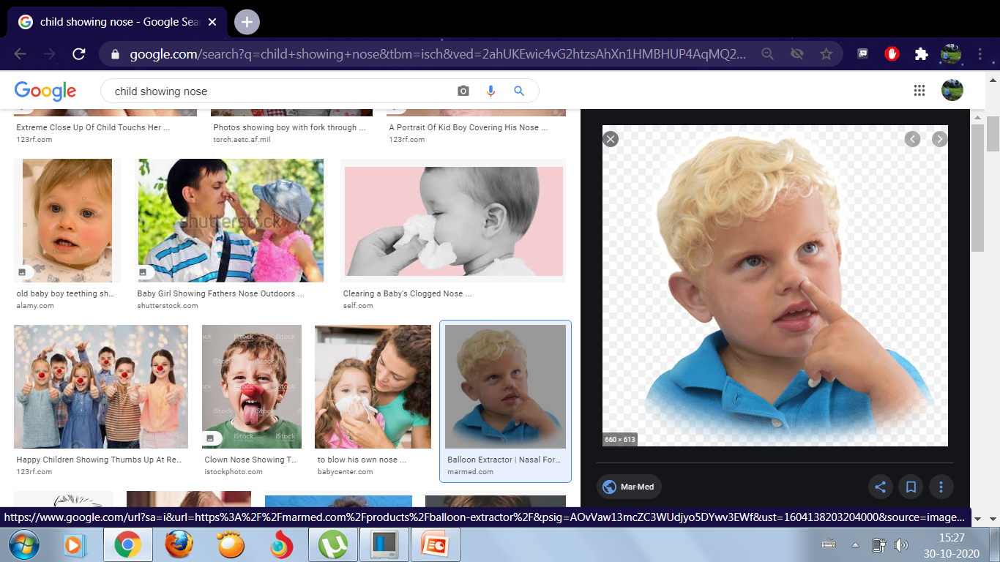 child showing nose - Google Sea
google.com/search?q=child+showing+nose&tbm=isch&ved=2ahUKEwic4vG2htzsAhXn1HMBHUP4AqMQ2...
Google
child showing nose
Extreme Close Up Of Child Touchs Her ...
123rf.com
Photos showing boy with fork through ...
torch.aetc.af.mil
A Portrait Of Kid Boy Covering His Nose ...
123rf.com
alamy
shutterstock
old baby boy teething sh...
alamy.com
Baby Girl Showing Fathers Nose Outdoors ...
shutterstock.com
Clearing a Baby's Clogged Nose ...
self.com
iStock
iStock
iStock
iStock
Happy Children Showing Thumbs Up At Re...
123rf.com
Clown Nose Showing T...
istockphoto.com
to blow his own nose ...
babycenter.com
Balloon Extractor | Nasal For...
marmed.com
660 × 613
Mar-Med
https://www.google.com/url?sa=i&url=https%3A%2F%2Fmarmed.com%2Fproducts%2Fballoon-extractor%2F&psig=AOvVaw13mcZC3WUdjyo5DYwv3EWf&ust=1604138203204000&source=image...
15:27
30-10-2020